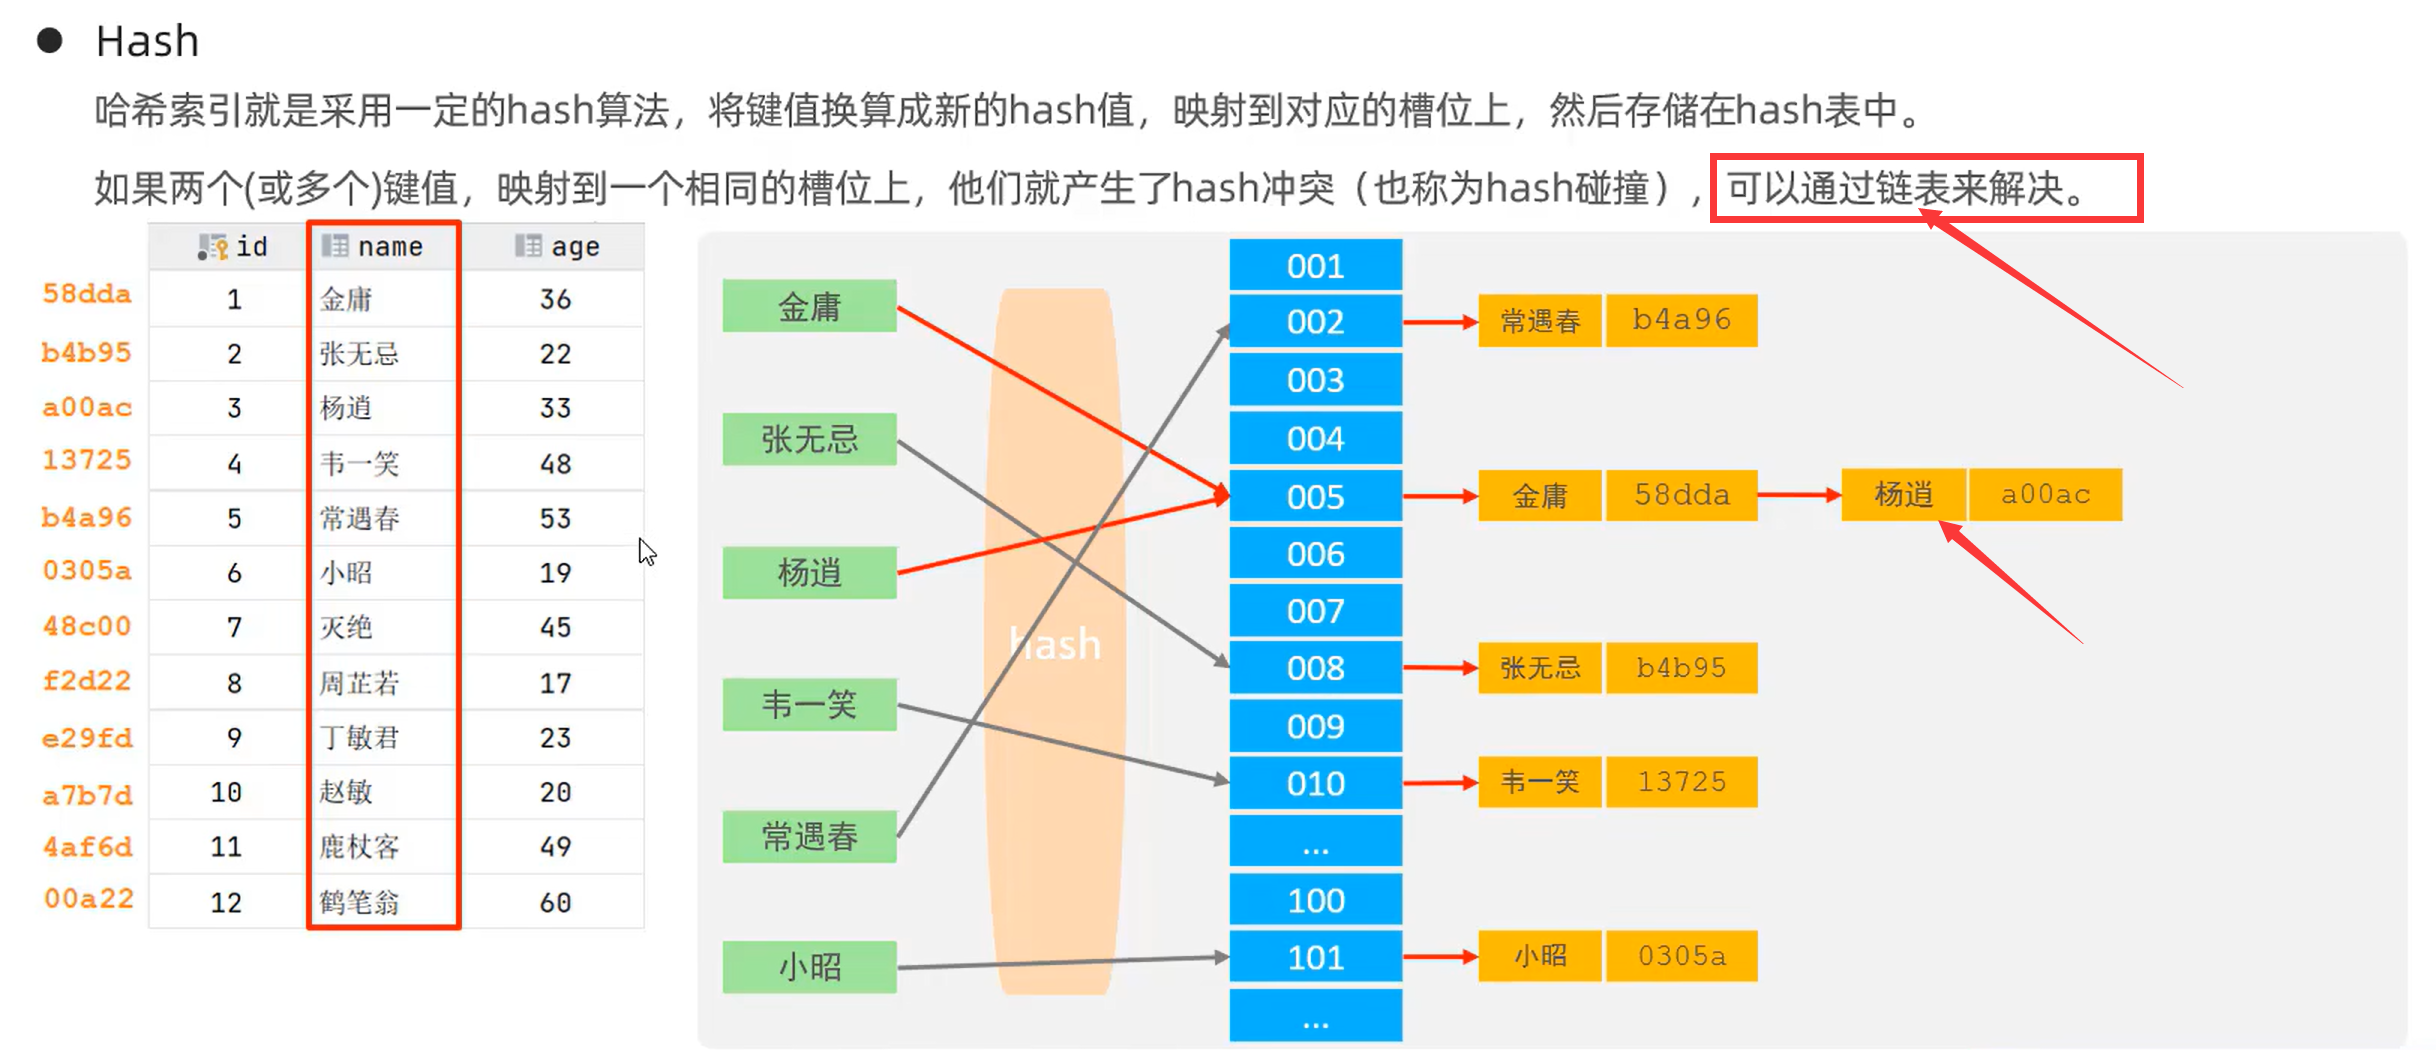 ● Hash
哈希索引就是采用一定的hash算法，将键值换算成新的hash值，映射到对应的槽位上，然后存储在hash表中。
如果两个(或多个)键值，映射到一个相同的槽位上，他们就产生了hash冲突（也称为hash碰撞），可以通过链表来解决。
id name age
58dda 1 金庸 36
b4b95 2 张无忌 22
a00ac 3 杨逍 33
13725 4 韦一笑 48
b4a96 5 常遇春 53
0305a 6 小昭 19
48c00 7 灭绝 45
f2d22 8 周芷若 17
e29fd 9 丁敏君 23
a7b7d 10 赵敏 20
4af6d 11 鹿杖客 49
00a22 12 鹤笔翁 60
金庸
张无忌
杨逍
韦一笑
常遇春
小昭
hash
001
002 常遇春 b4a96
003
004
005 金庸 58dda 杨逍 a00ac
006
007
008 张无忌 b4b95
009
010 韦一笑 13725
...
100
101 小昭 0305a
...